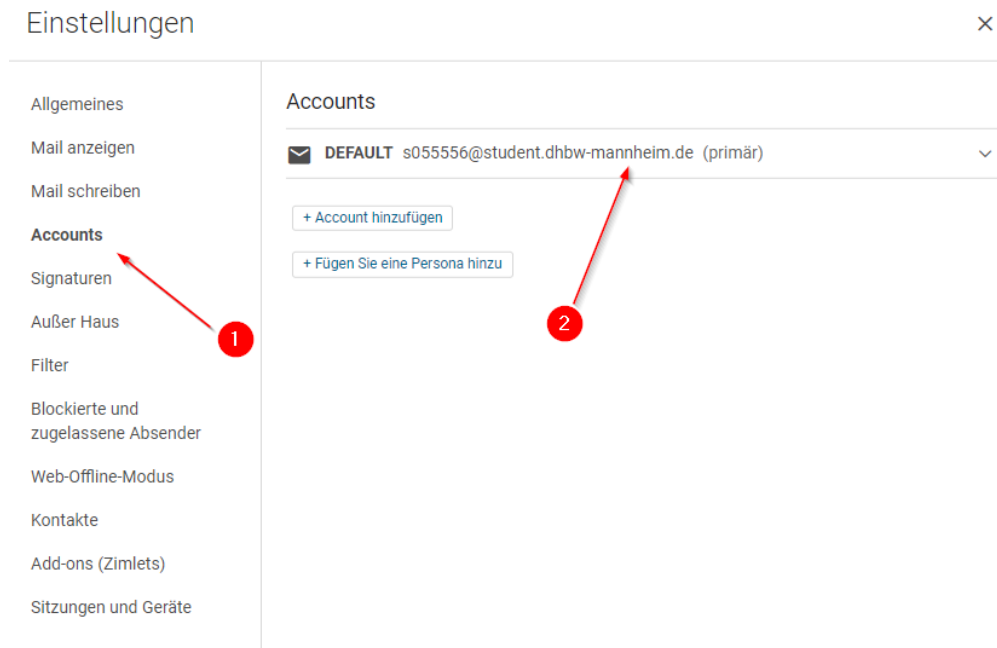 Einstellungen
Allgemeines
Mail anzeigen
Mail schreiben
Accounts
Signaturen
Außer Haus
Filter
Blockierte und
zugelassene Absender
Web-Offline-Modus
Kontakte
Add-ons (Zimlets)
Sitzungen und Geräte
1
Accounts
DEFAULT s055556@student.dhbw-mannheim.de (primär)
+ Account hinzufügen
+ Fügen Sie eine Persona hinzu
2